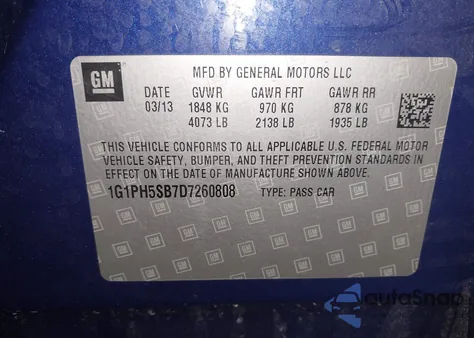 GM
MFD BY GENERAL MOTORS LLC
DATE GVWR GAWR FRT GAWR RR
03/13 1848 KG 970 KG 878 KG
4073 LB 2138 LB 1935 LB
THIS VEHICLE CONFORMS TO ALL APPLICABLE U.S. FEDERAL MOTOR
VEHICLE SAFETY, BUMPER, AND THEFT PREVENTION STANDARDS IN
EFFECT ON THE DATE OF MANUFACTURE SHOWN ABOVE.
1G1PH5SB7D7260808 TYPE: PASS CAR
autoSnap